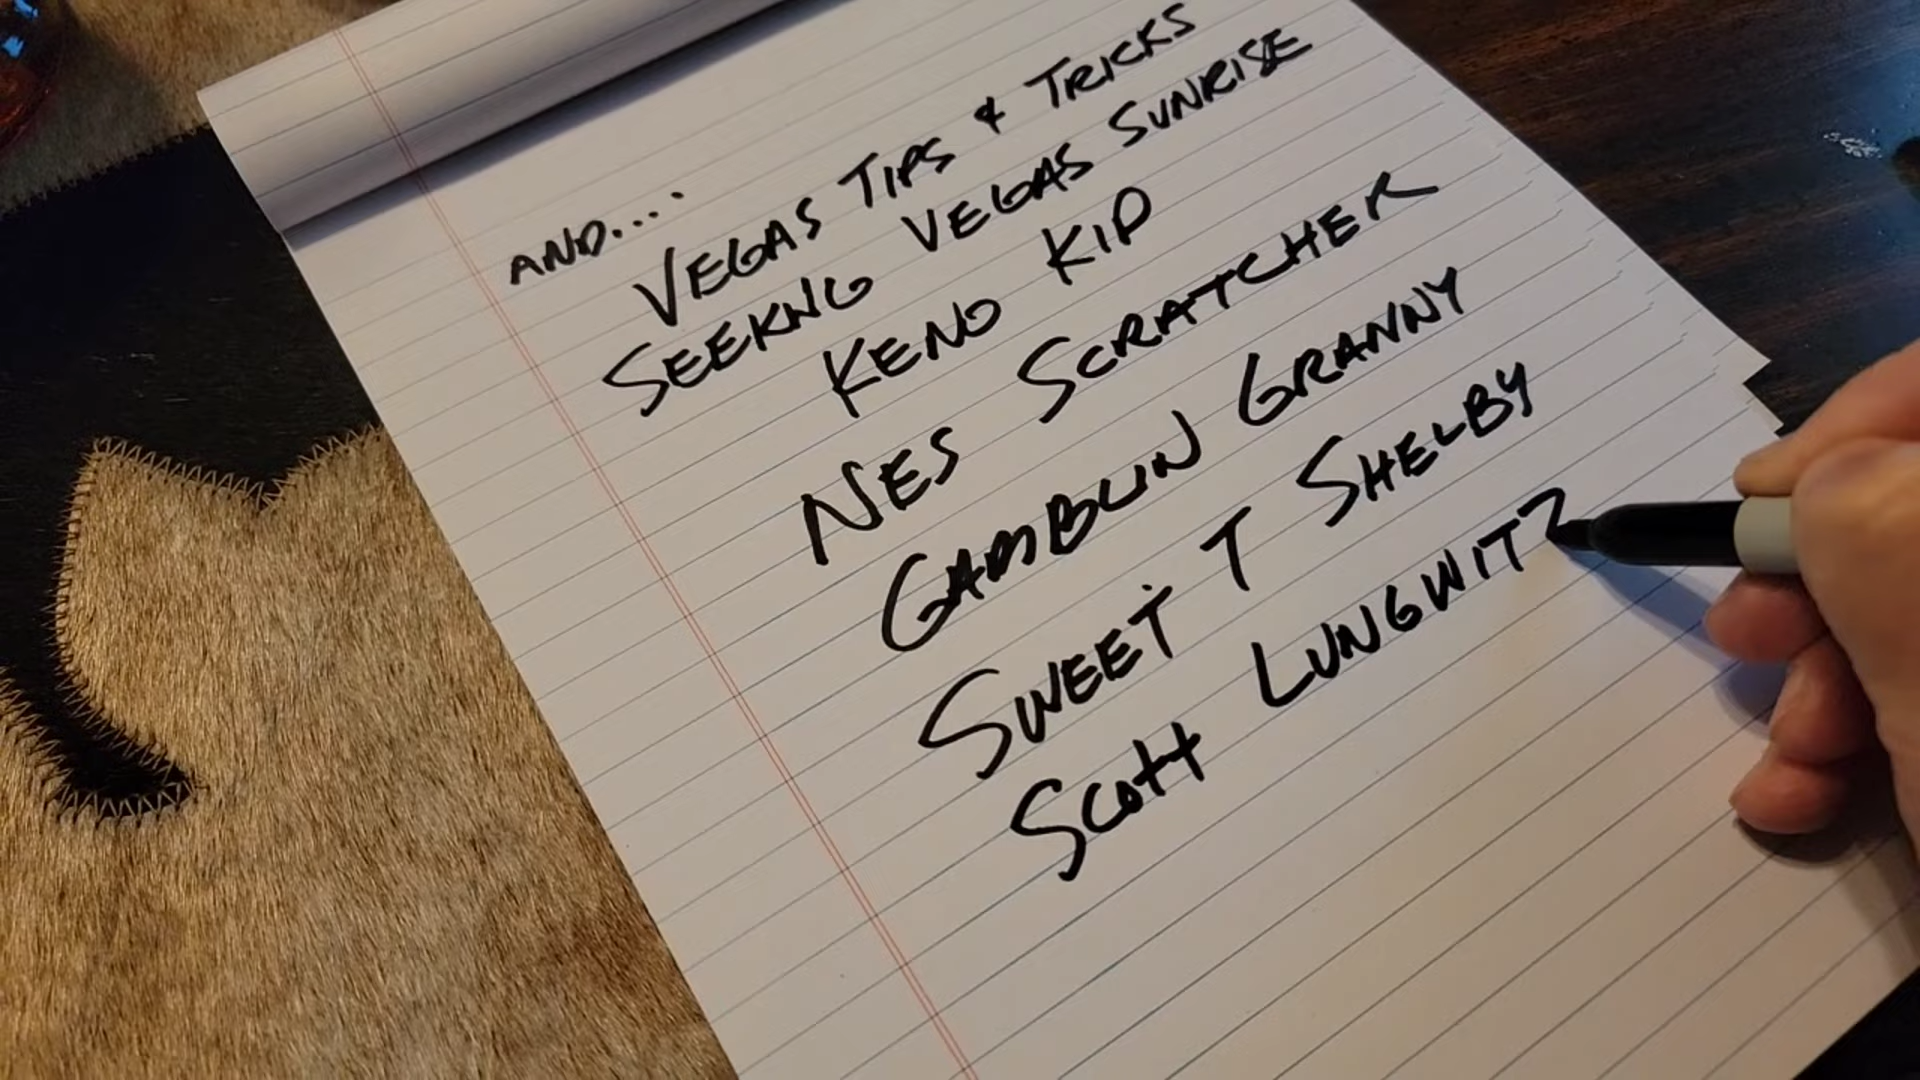 AND....
VEGAS TIPS & TRICKS
SEEKNG VEGAS SUNRISE
KENO KID
NES SCRATCHER
GAMBLIN GRANNY
SWEET T SHELBY
SCOTT LUNGWITZ